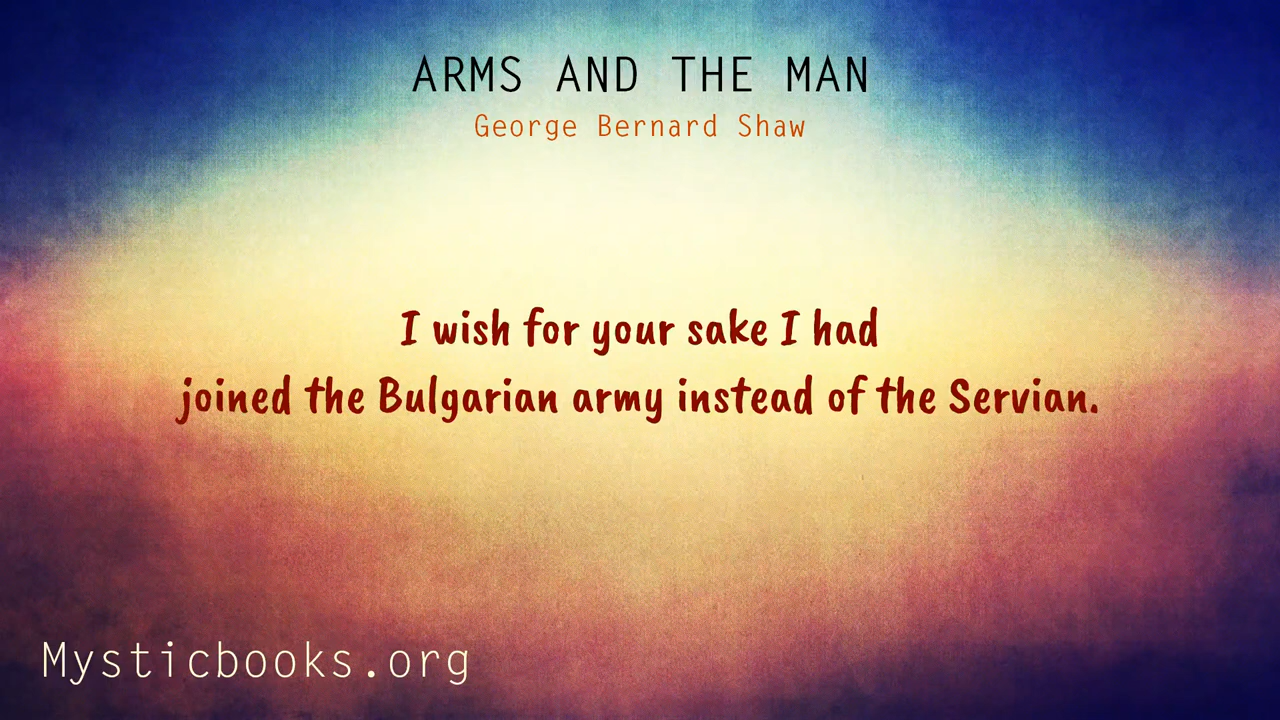 ARMS AND THE MAN
George Bernard Shaw
I wish for your sake I had
joined the Bulgarian army instead of the Servian.
Mysticbooks.org